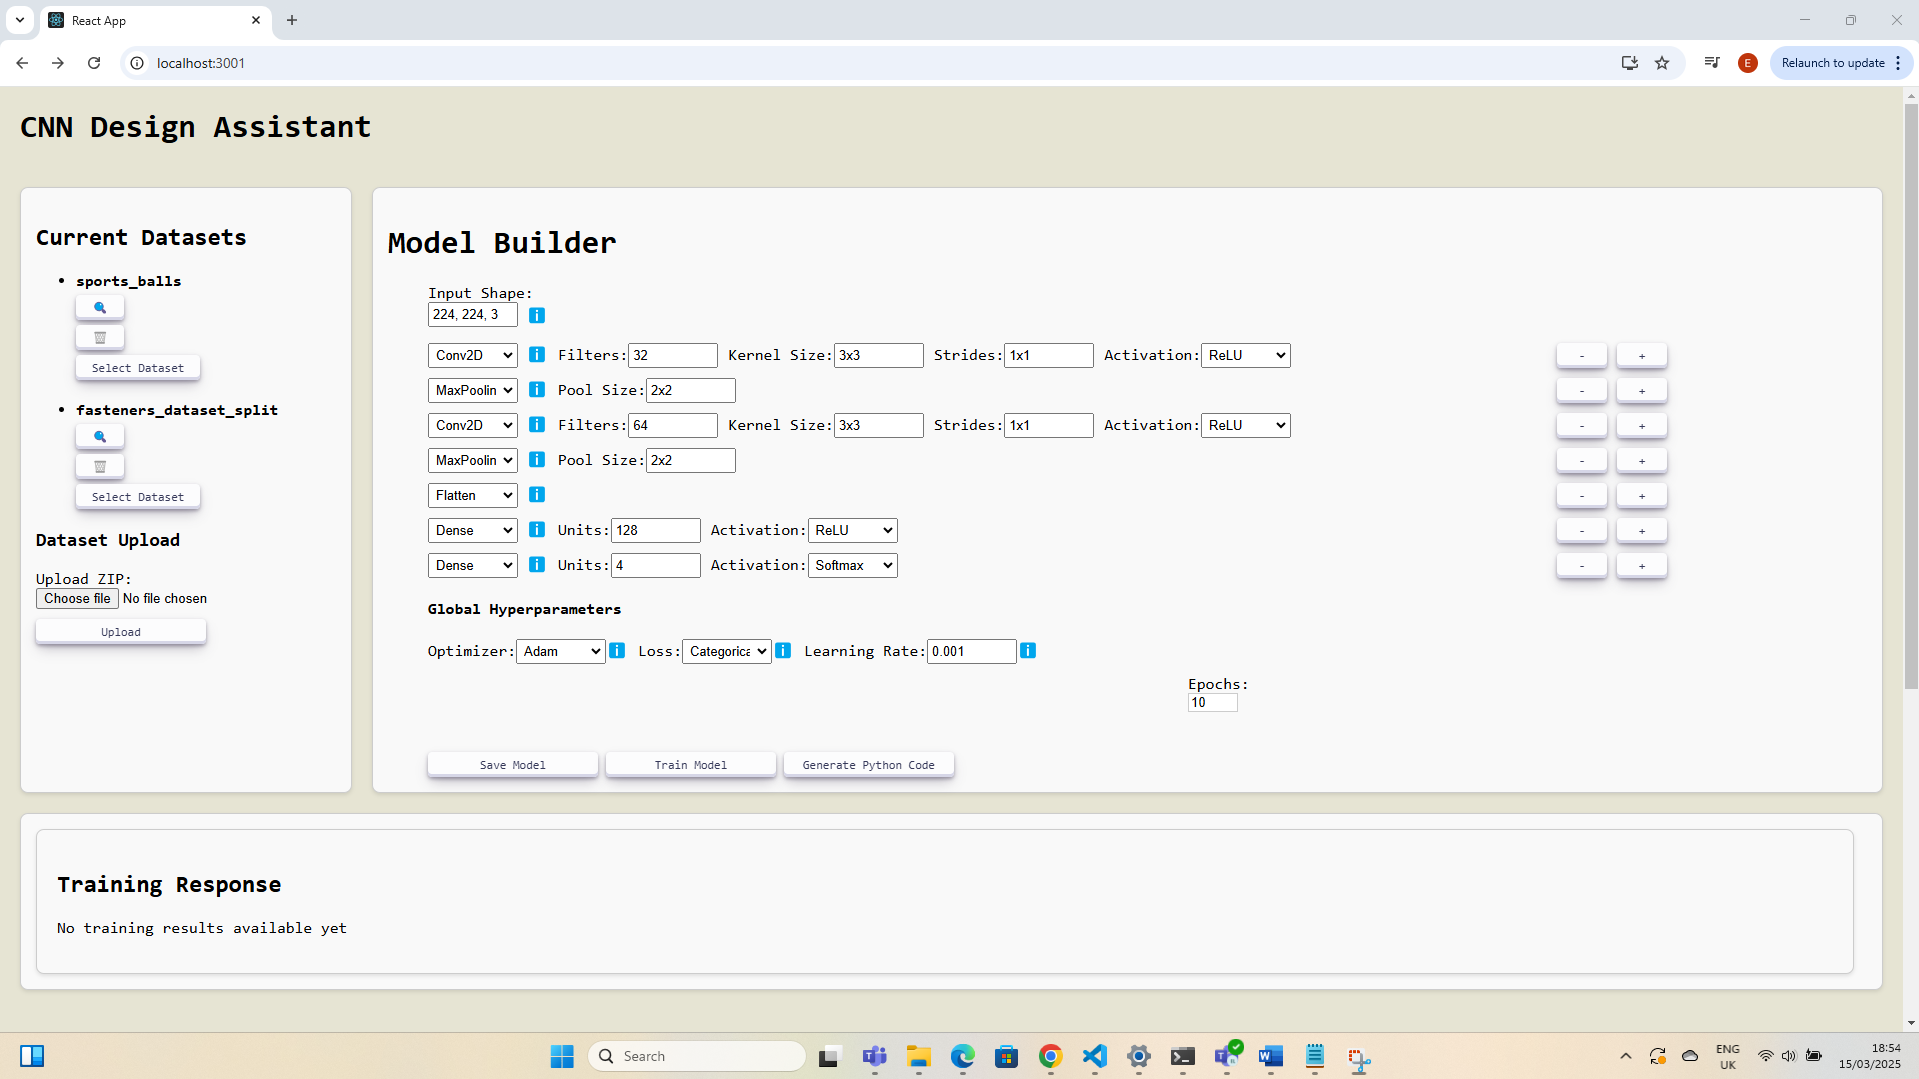 React App
localhost:3001
E
Relaunch to update
CNN Design Assistant
Current Datasets
sports_balls
Select Dataset
fasteners_dataset_split
Select Dataset
Dataset Upload
Upload ZIP:
Choose file No file chosen
Upload
Model Builder
Input Shape:
224, 224, 3 i
Conv2D i Filters: 32 Kernel Size: 3x3 Strides: 1x1 Activation: ReLU - +
MaxPoolin i Pool Size: 2x2 - +
Conv2D i Filters: 64 Kernel Size: 3x3 Strides: 1x1 Activation: ReLU - +
MaxPoolin i Pool Size: 2x2 - +
Flatten i - +
Dense i Units: 128 Activation: ReLU - +
Dense i Units: 4 Activation: Softmax - +
Global Hyperparameters
Optimizer: Adam i Loss: Categorica i Learning Rate: 0.001 i
Epochs:
10
Save Model Train Model Generate Python Code
Training Response
No training results available yet
Search
ENG
UK
18:54
15/03/2025